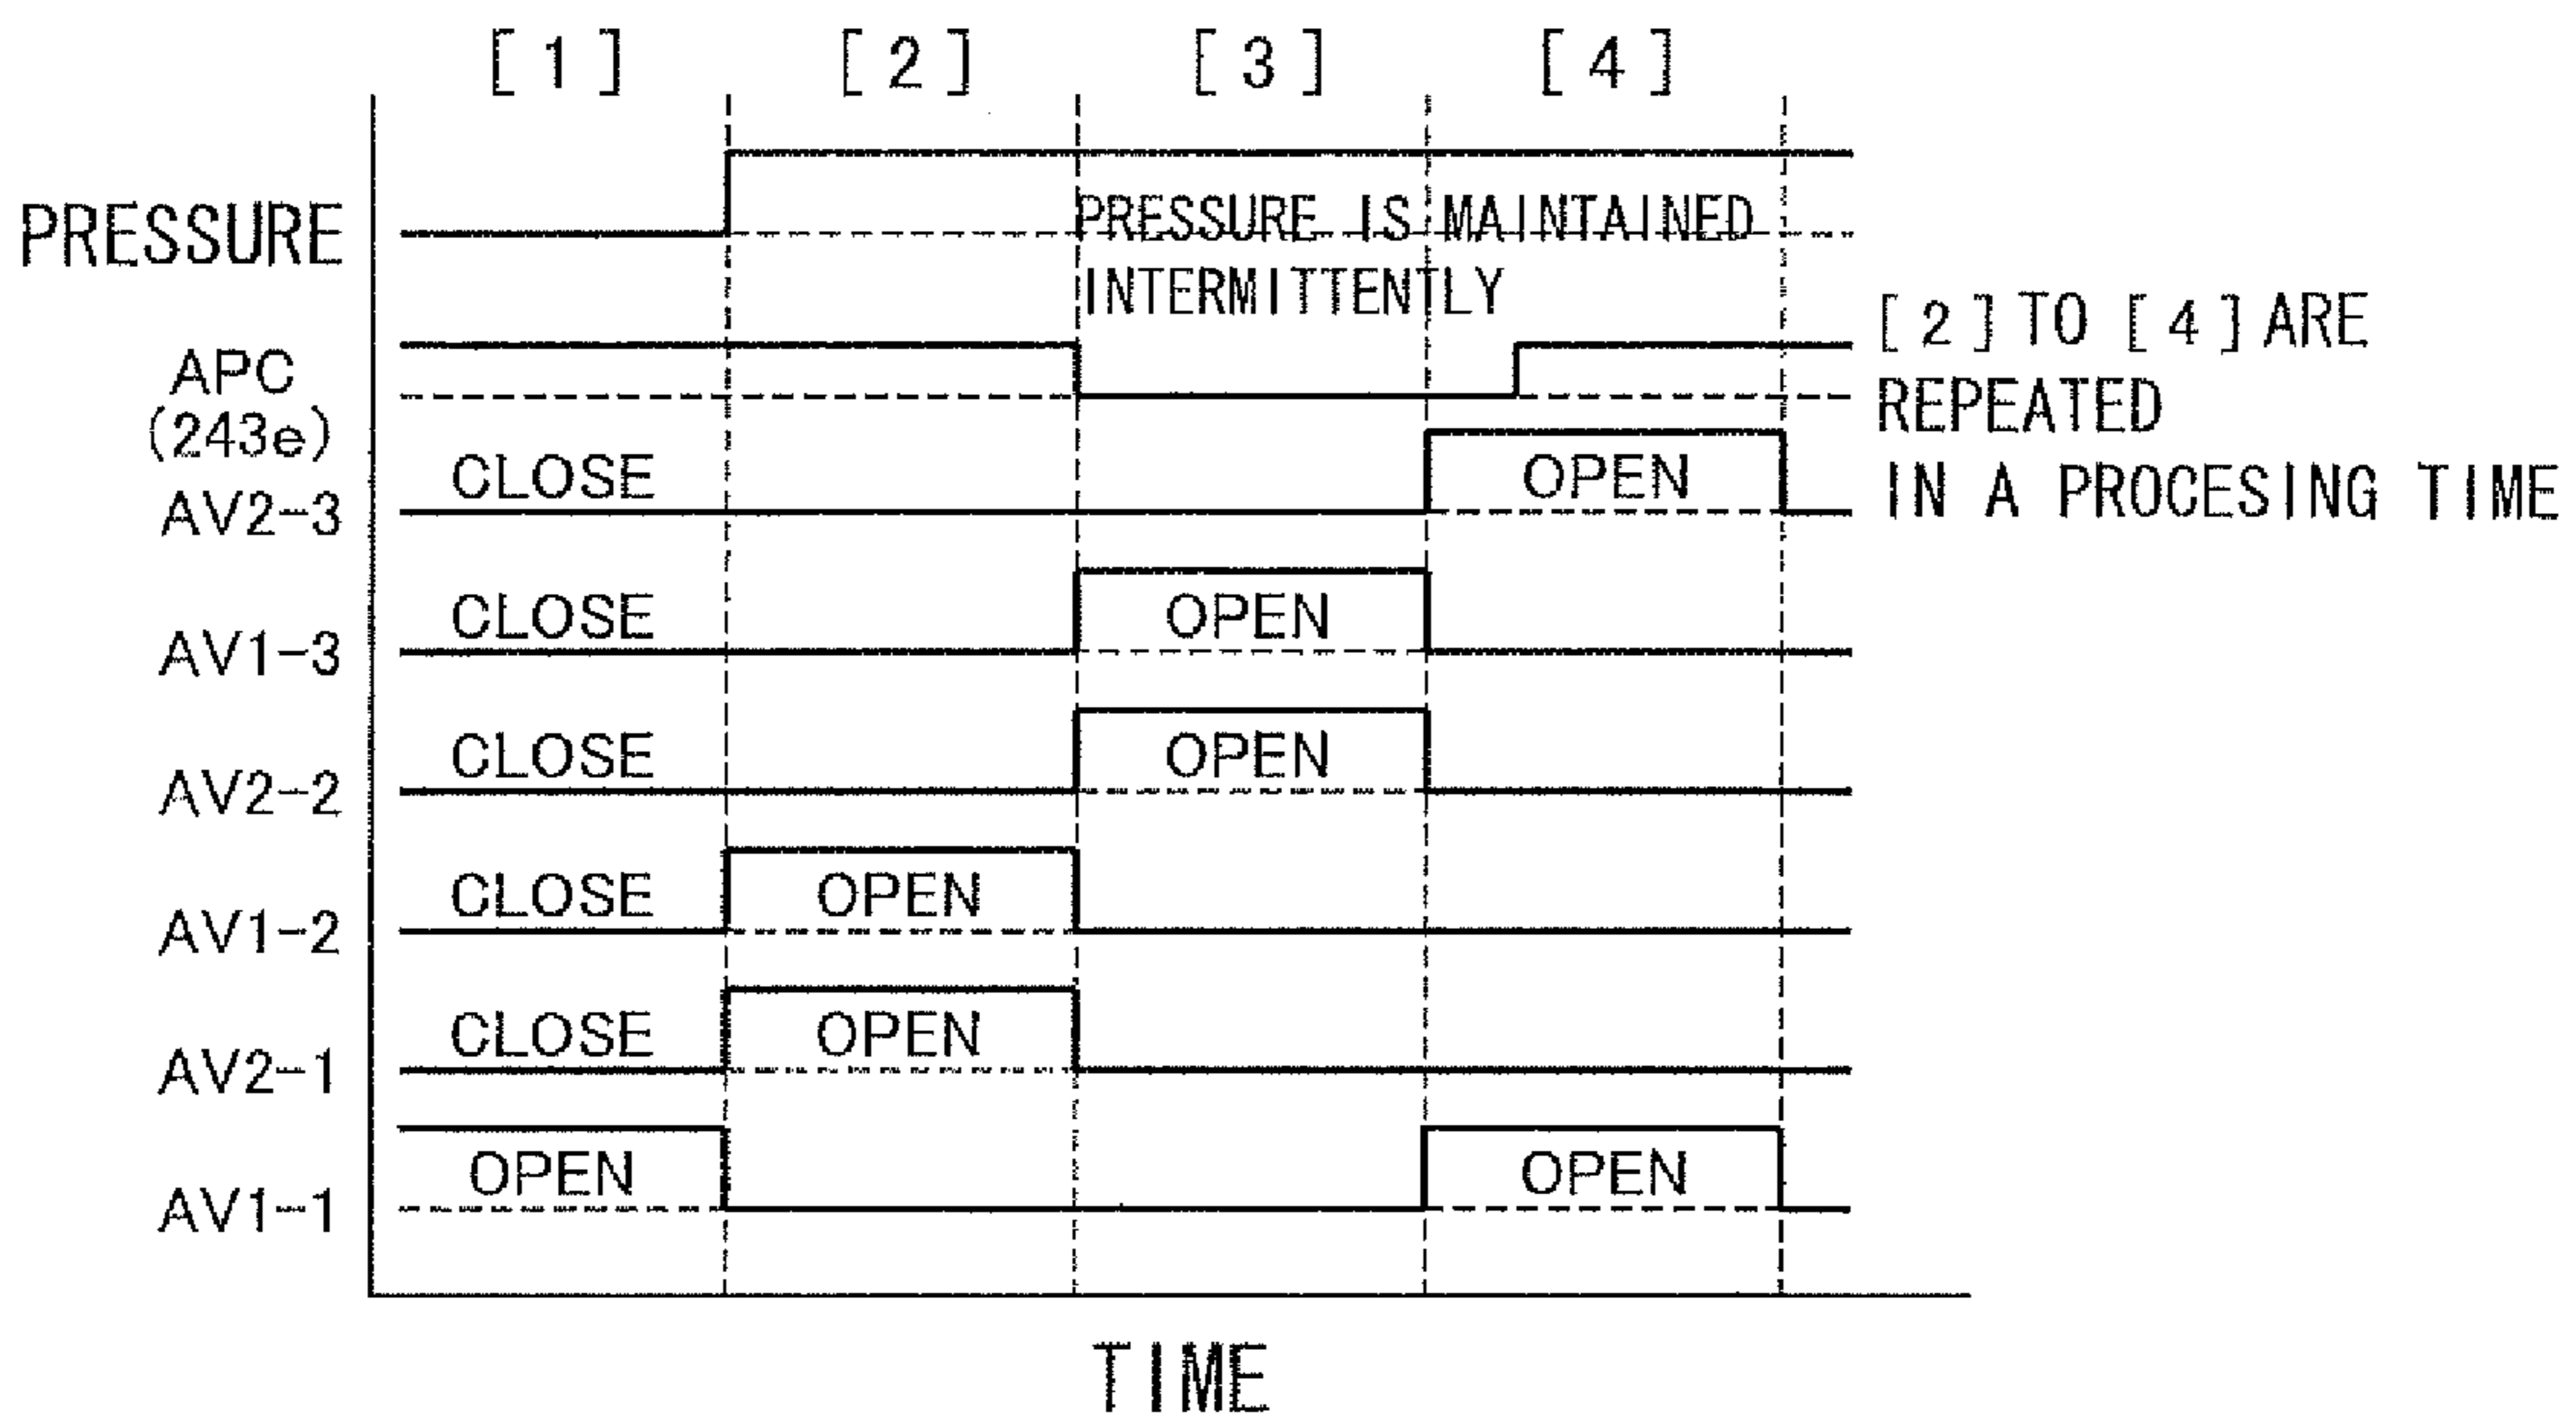 [1] [2] [3] [4]
PRESSURE
PRESSURE IS MAINTAINED
INTERMITTENTLY
[2] TO [4] ARE
REPEATED
IN A PROCESING TIME
APC
(243e)
AV2-3 CLOSE OPEN
AV1-3 CLOSE OPEN
AV2-2 CLOSE OPEN
AV1-2 CLOSE OPEN
AV2-1 CLOSE OPEN
AV1-1 OPEN OPEN
TIME